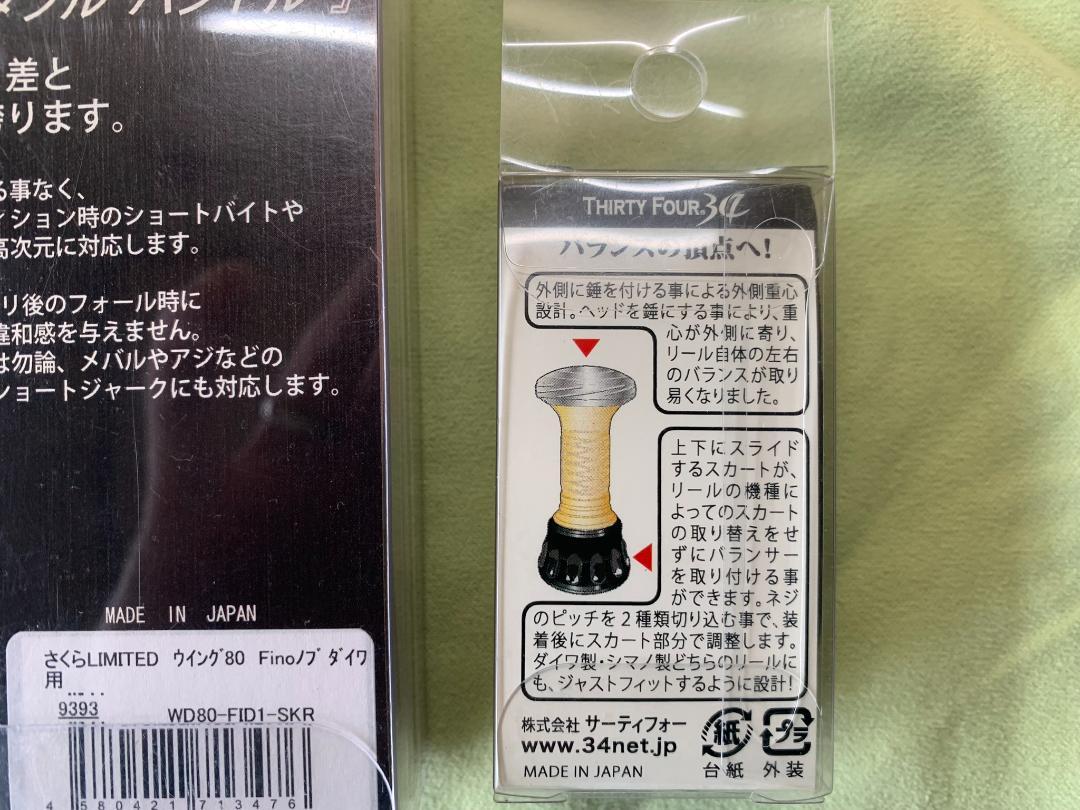 ブル ハンドル』
差と
ります。
る事なく、
ィション時のショートバイトや
高次元に対応します。
リ後のフォール時に
違和感を与えません。
は勿論、メバルやアジなどの
ショートジャークにも対応します。
MADE IN JAPAN
さくらLIMITED ウイング80 Finoノブ ダイワ
用
9393
WD80-FID1-SKR
4 580421 713476
THIRTY FOUR. 34
バランスの頂点へ!
外側に錘を付ける事による外側重心
設計。ヘッドを錘にする事により、重
心が外側に寄り、
リール自体の左右
のバランスが取り
易くなりました。
上下にスライド
するスカートが、
リールの機種に
よってのスカート
の取り替えをせ
ずにバランサー
を取り付ける事
ができます。ネジ
のピッチを2種類切り込む事で、装
着後にスカート部分で調整します。
ダイワ製・シマノ製どちらのリールに
も、ジャストフィットするように設計!
株式会社 サーティフォー
www.34net.jp
MADE IN JAPAN
紙
台紙
プラ
外装